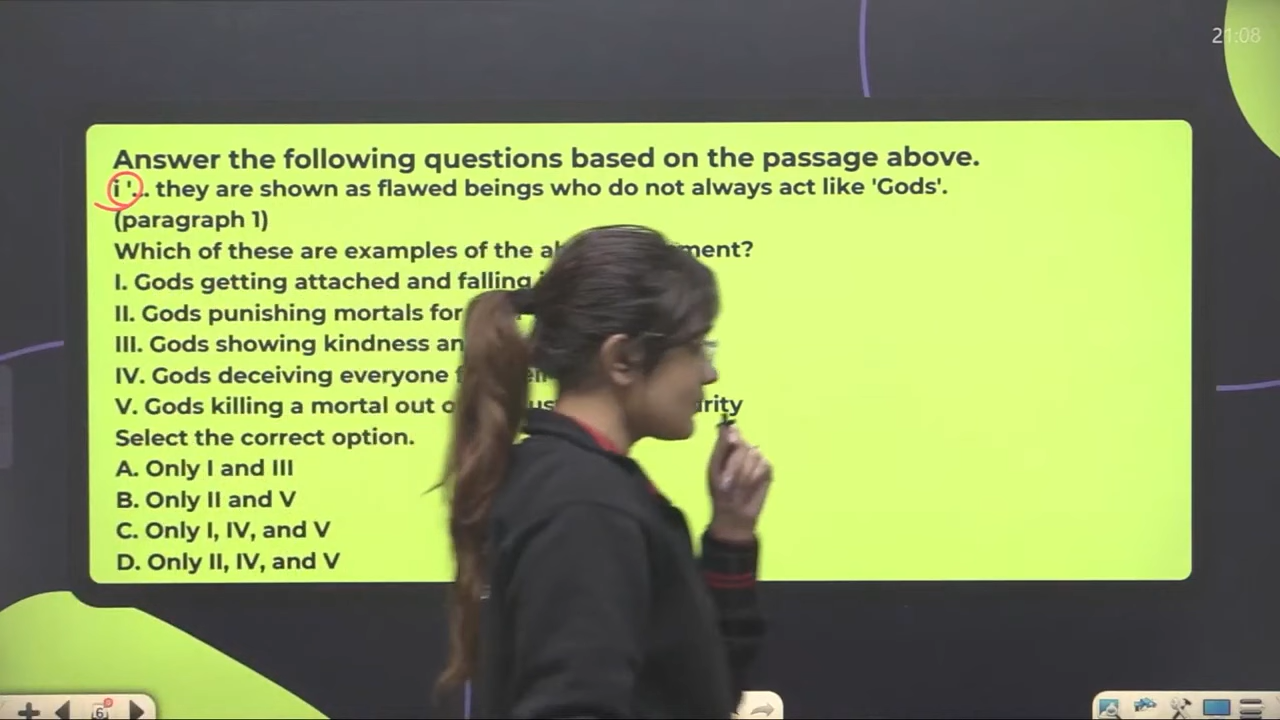 21:08
Answer the following questions based on the passage above.
i '... they are shown as flawed beings who do not always act like 'Gods'.
(paragraph 1)
Which of these are examples of the
I. Gods getting attached and falling
II. Gods punishing mortals for
III. Gods showing kindness
IV. Gods deceiving everyone
V. Gods killing a mortal out
Select the correct option.
A. Only I and III
B. Only II and V
C. Only I, IV, and V
D. Only II, IV, and V
6